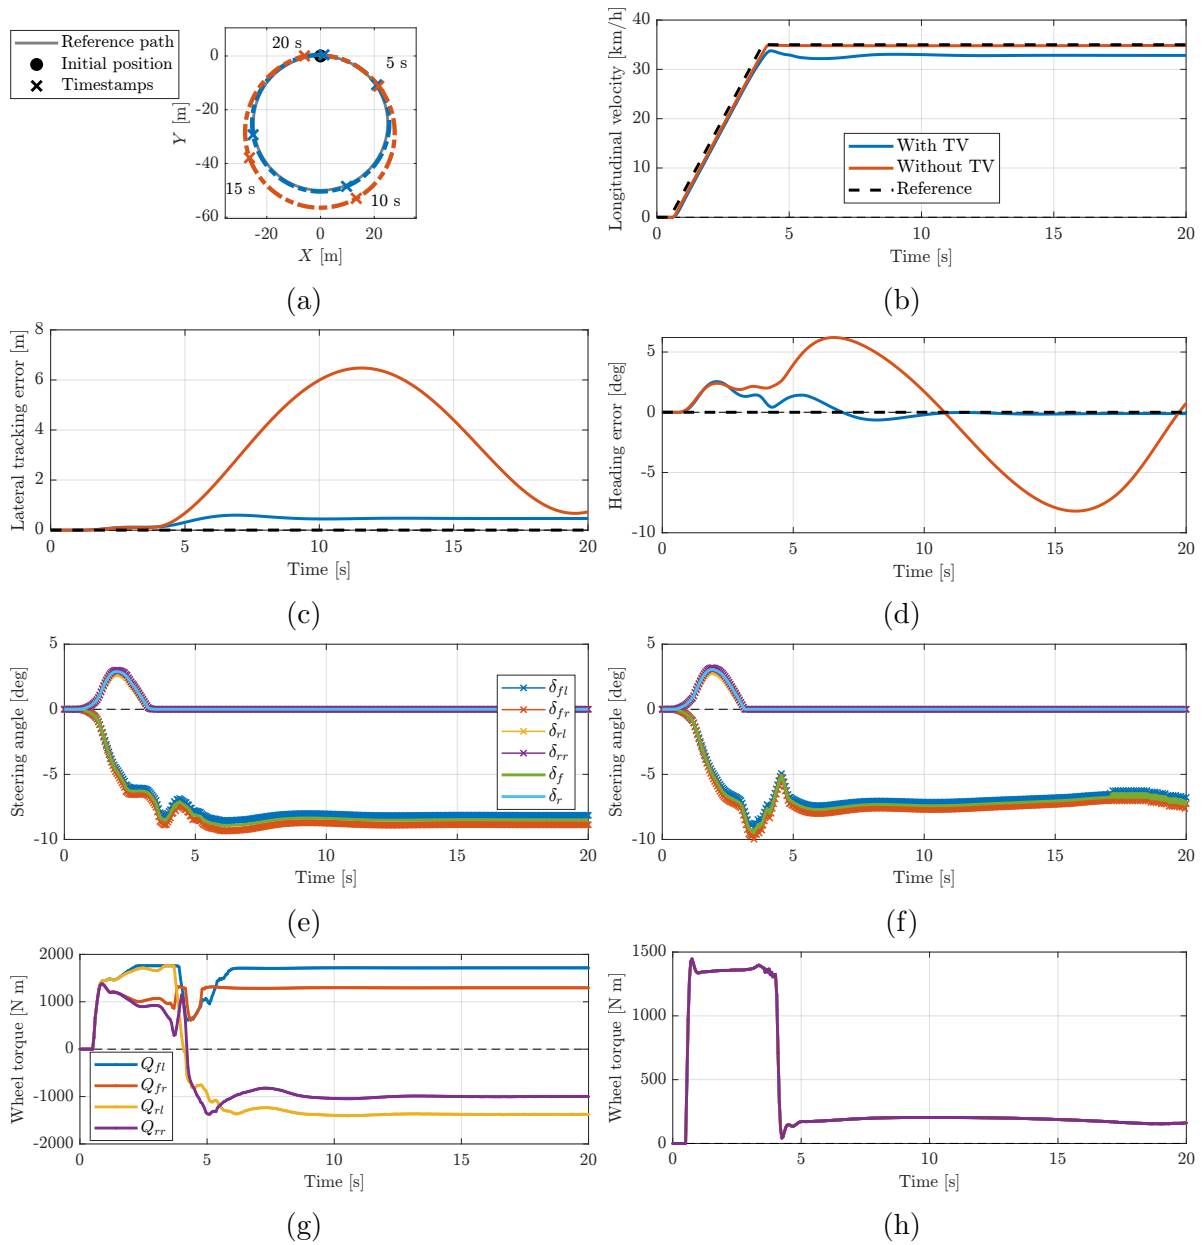 Reference path
Initial position
Timestamps
20 s
5 s
15 s
10 s
0
-20
-40
-60
Y [m]
-20
0
20
X [m]
(a)
40
30
20
10
0
Longitudinal velocity [km/h]
With TV
Without TV
Reference
0
5
10
15
20
Time [s]
(b)
8
6
4
2
0
Lateral tracking error [m]
0
5
10
15
20
Time [s]
(c)
5
0
-5
-10
Heading error [deg]
0
5
10
15
20
Time [s]
(d)
5
0
-5
-10
Steering angle [deg]
δfl
δfr
δrl
δrr
δf
δr
0
5
10
15
20
Time [s]
(e)
5
0
-5
-10
Steering angle [deg]
0
5
10
15
20
Time [s]
(f)
2000
1000
0
-1000
-2000
Wheel torque [N m]
Qfl
Qfr
Qrl
Qrr
0
5
10
15
20
Time [s]
(g)
1500
1000
500
0
Wheel torque [N m]
0
5
10
15
20
Time [s]
(h)